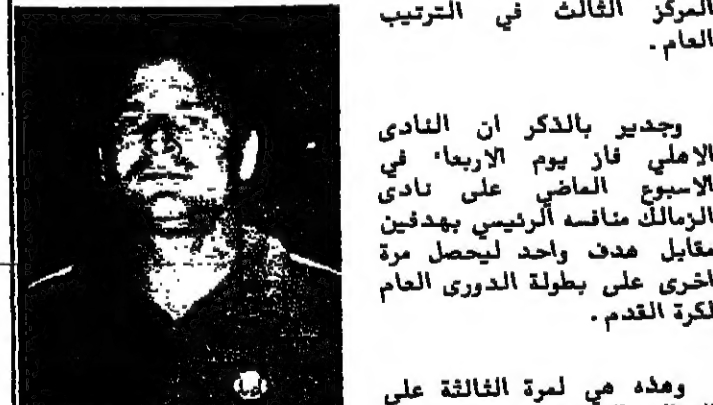 المركز الثالث في الترتيب
العام .
وجدير بالذكر ان النادى
الاهلي فاز يوم الاربعاء في
الاسبوع الماضي على نادى
الزمالك منافسه الرئيسي بهدفين
مقابل هدف واحد ليحصل مرة
اخرى على بطولة الدورى العام
لكرة القدم .
وهذه هي لمرة الثالثة على